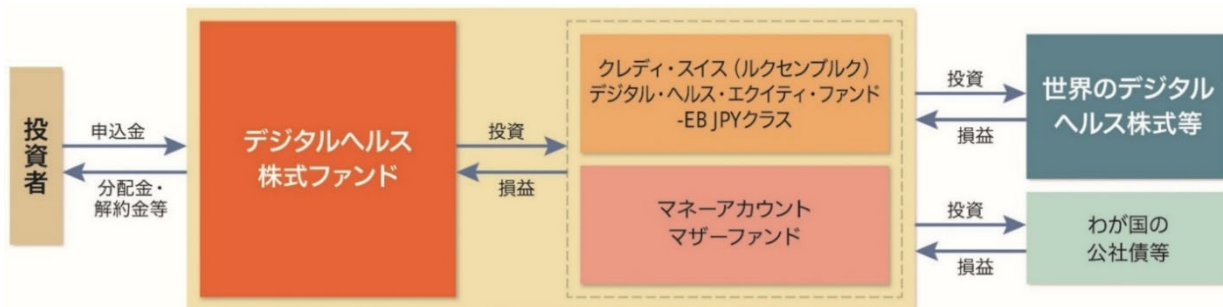 投資者
申込金
分配金・
解約金等
デジタルヘルス
株式ファンド
投資
損益
クレディ・スイス（ルクセンブルク）
デジタル・ヘルス・エクイティ・ファンド
-EB JPYクラス
マネーアカウント
マザーファンド
投資
損益
世界のデジタル
ヘルス株式等
投資
損益
わが国の
公社債等